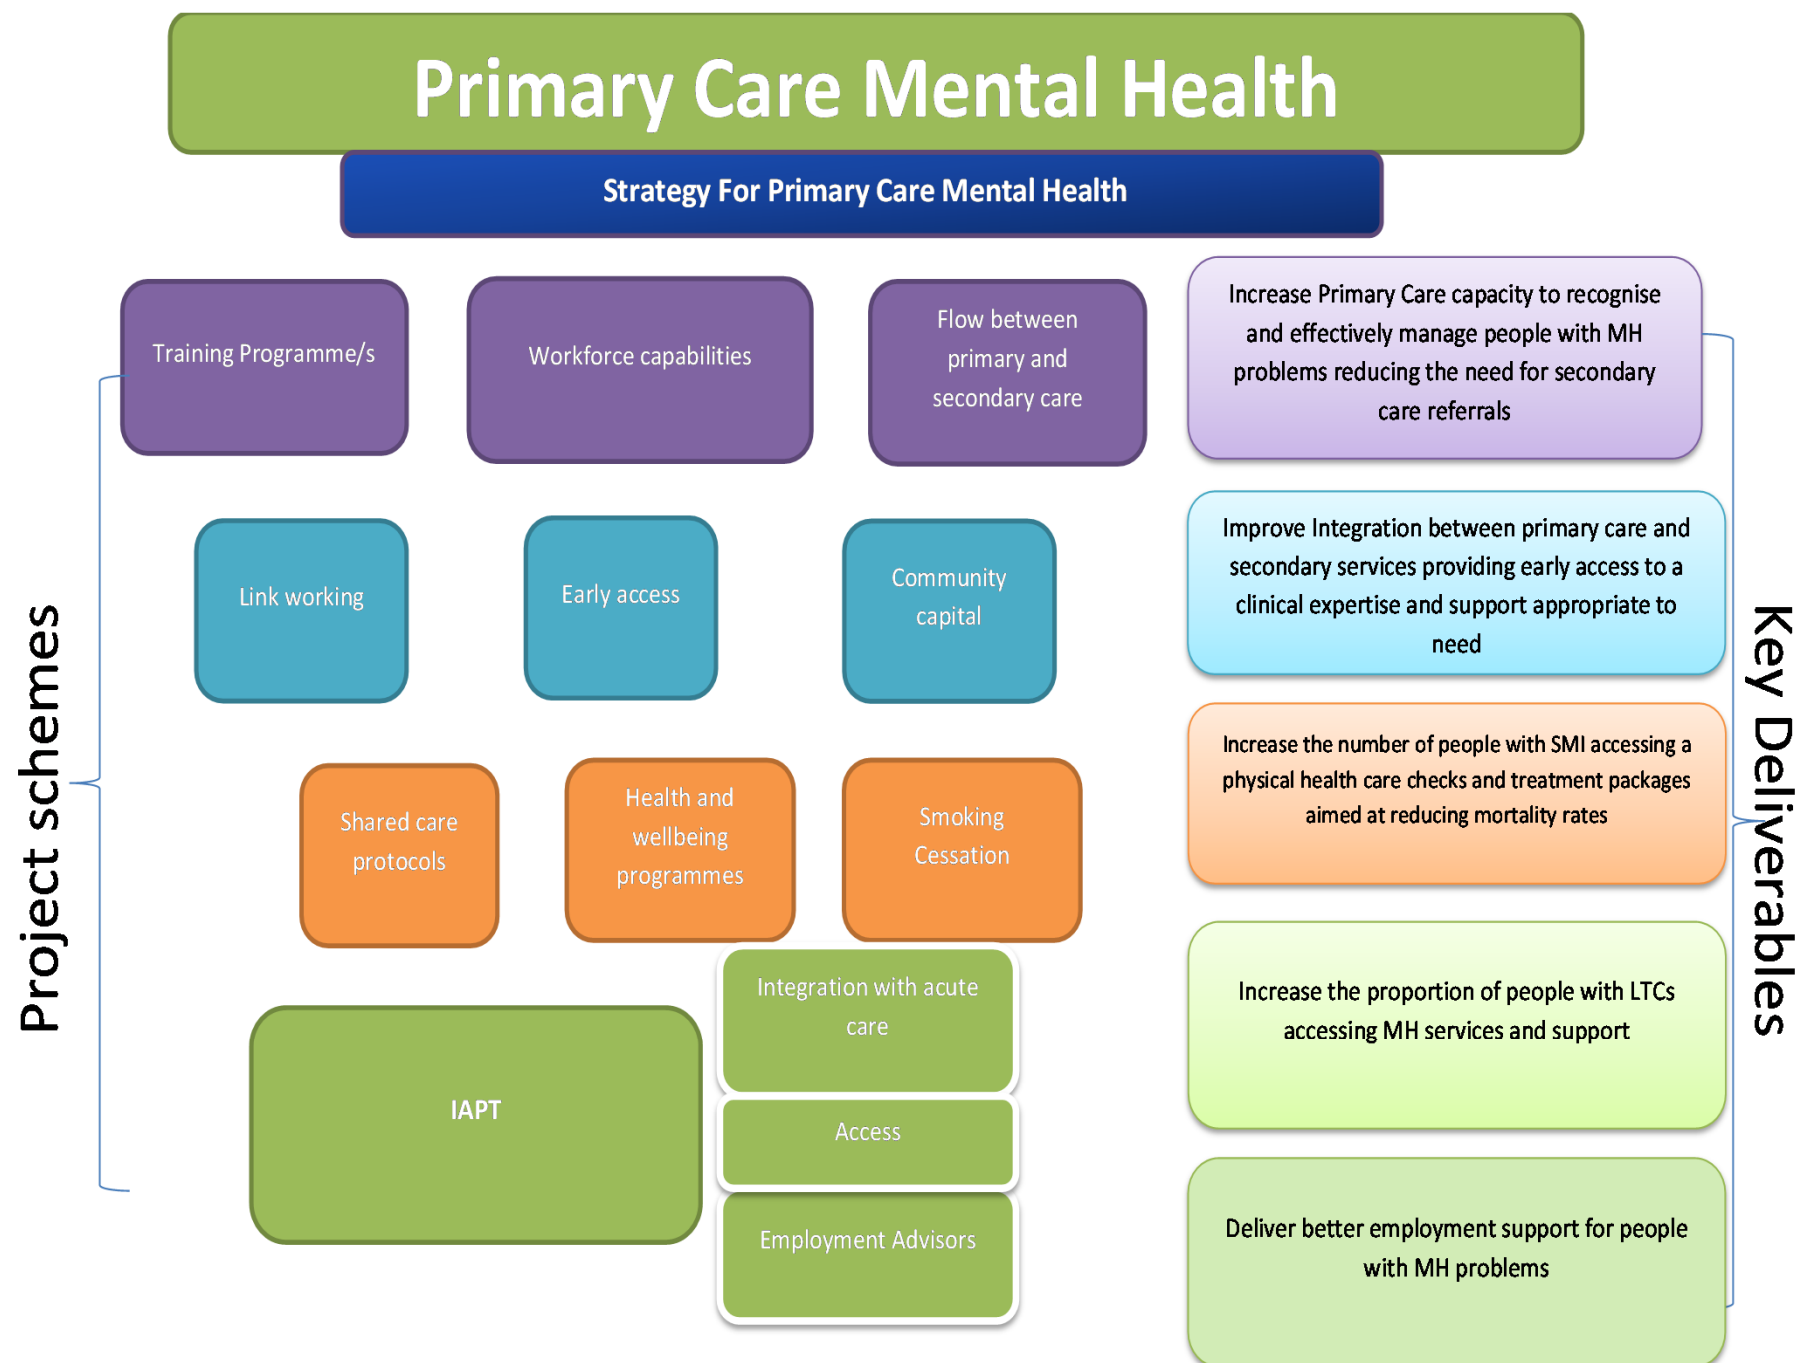 Primary Care Mental Health
Strategy For Primary Care Mental Health
Project schemes
Training Programme/s
Workforce capabilities
Flow between
primary and
secondary care
Link working
Early access
Community
capital
Shared care
protocols
Health and
wellbeing
programmes
Smoking
Cessation
IAPT
Integration with acute
care
Access
Employment Advisors
Increase Primary Care capacity to recognise
and effectively manage people with MH
problems reducing the need for secondary
care referrals
Improve Integration between primary care and
secondary services providing early access to a
clinical expertise and support appropriate to
need
Increase the number of people with SMI accessing a
physical health care checks and treatment packages
aimed at reducing mortality rates
Increase the proportion of people with LTCs
accessing MH services and support
Deliver better employment support for people
with MH problems
Key Deliverables